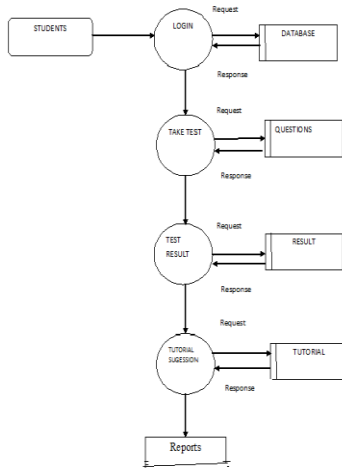 Request
STUDENTS
LOGIN
DATABASE
Response
Request
TAKE TEST
QUESTIONS
Response
Request
TEST
RESULT
RESULT
Response
Request
TUTORIAL
SUGESSION
TUTORIAL
Response
Reports